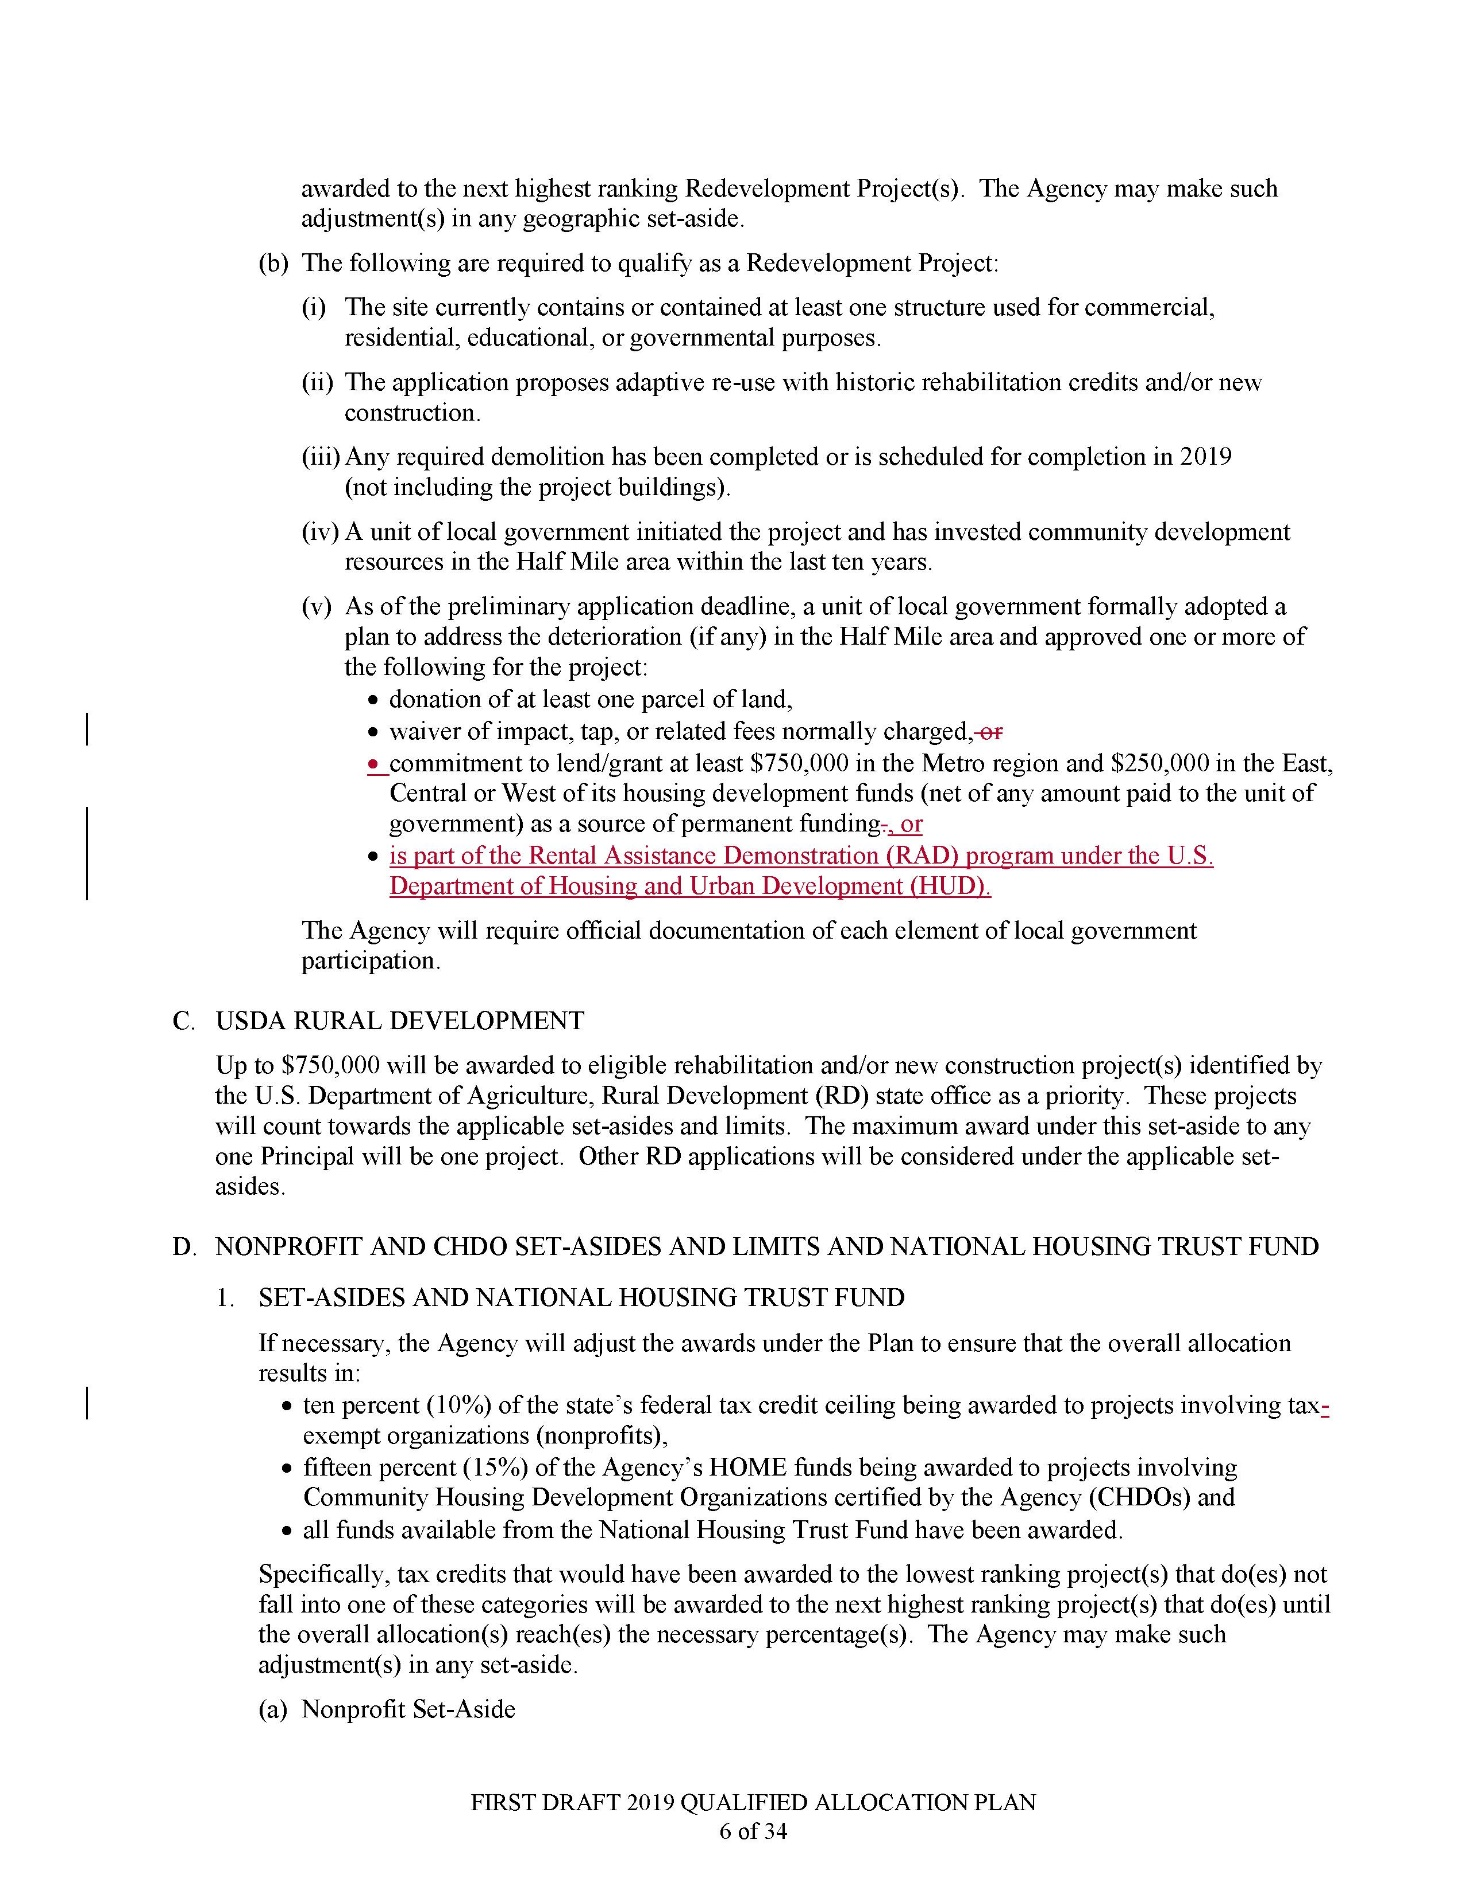 awarded to the next highest ranking Redevelopment Project(s).  The Agency may make such
adjustment(s) in any geographic set-aside.
(b) The following are required to qualify as a Redevelopment Project:
(i) The site currently contains or contained at least one structure used for commercial,
residential, educational, or governmental purposes.
(ii) The application proposes adaptive re-use with historic rehabilitation credits and/or new
construction.
(iii) Any required demolition has been completed or is scheduled for completion in 2019
(not including the project buildings).
(iv) A unit of local government initiated the project and has invested community development
resources in the Half Mile area within the last ten years.
(v) As of the preliminary application deadline, a unit of local government formally adopted a
plan to address the deterioration (if any) in the Half Mile area and approved one or more of
the following for the project:
• donation of at least one parcel of land,
• waiver of impact, tap, or related fees normally charged, or
• commitment to lend/grant at least $750,000 in the Metro region and $250,000 in the East,
Central or West of its housing development funds (net of any amount paid to the unit of
government) as a source of permanent funding., or
• is part of the Rental Assistance Demonstration (RAD) program under the U.S.
Department of Housing and Urban Development (HUD).
The Agency will require official documentation of each element of local government
participation.
C. USDA RURAL DEVELOPMENT
Up to $750,000 will be awarded to eligible rehabilitation and/or new construction project(s) identified by
the U.S. Department of Agriculture, Rural Development (RD) state office as a priority.  These projects
will count towards the applicable set-asides and limits.  The maximum award under this set-aside to any
one Principal will be one project.  Other RD applications will be considered under the applicable set-
asides.
D. NONPROFIT AND CHDO SET-ASIDES AND LIMITS AND NATIONAL HOUSING TRUST FUND
1. SET-ASIDES AND NATIONAL HOUSING TRUST FUND
If necessary, the Agency will adjust the awards under the Plan to ensure that the overall allocation
results in:
• ten percent (10%) of the state’s federal tax credit ceiling being awarded to projects involving tax-
exempt organizations (nonprofits),
• fifteen percent (15%) of the Agency’s HOME funds being awarded to projects involving
Community Housing Development Organizations certified by the Agency (CHDOs) and
• all funds available from the National Housing Trust Fund have been awarded.
Specifically, tax credits that would have been awarded to the lowest ranking project(s) that do(es) not
fall into one of these categories will be awarded to the next highest ranking project(s) that do(es) until
the overall allocation(s) reach(es) the necessary percentage(s).  The Agency may make such
adjustment(s) in any set-aside.
(a) Nonprofit Set-Aside
FIRST DRAFT 2019 QUALIFIED ALLOCATION PLAN
6 of 34